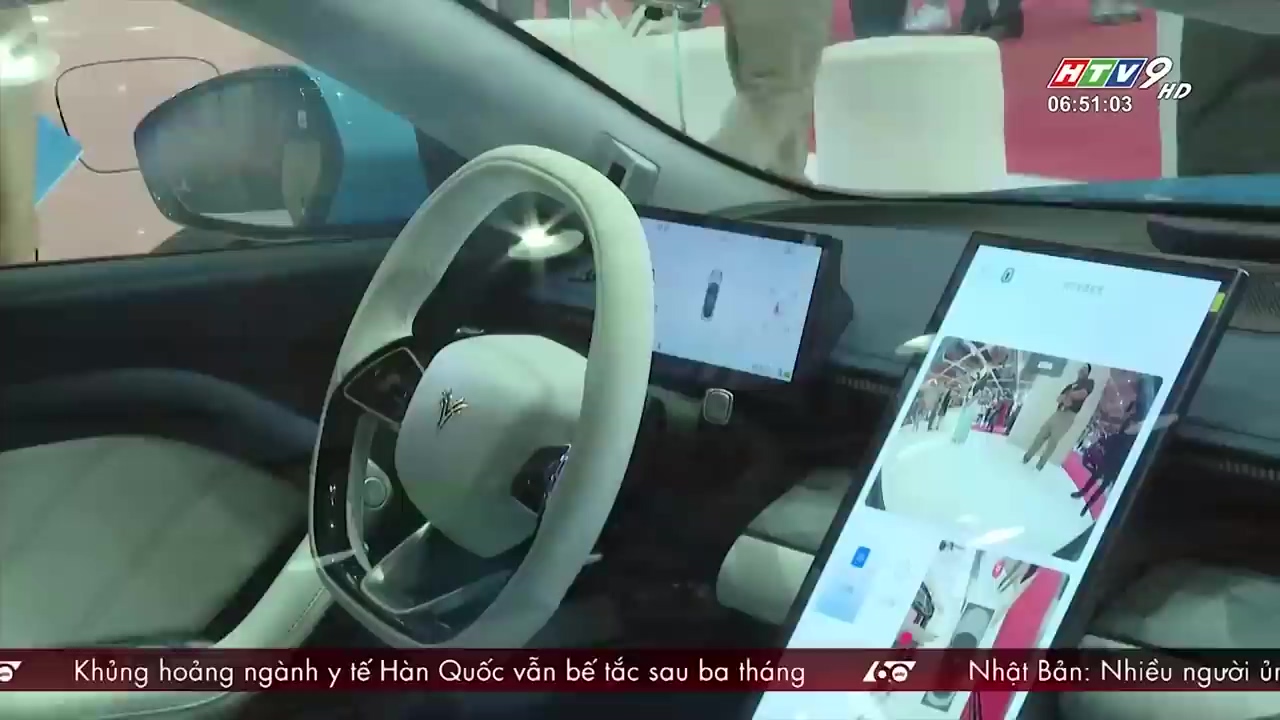 HTV9 HD
06:51:03
Khủng hoảng ngành y tế Hàn Quốc vẫn bế tắc sau ba tháng
Nhật Bản: Nhiều người